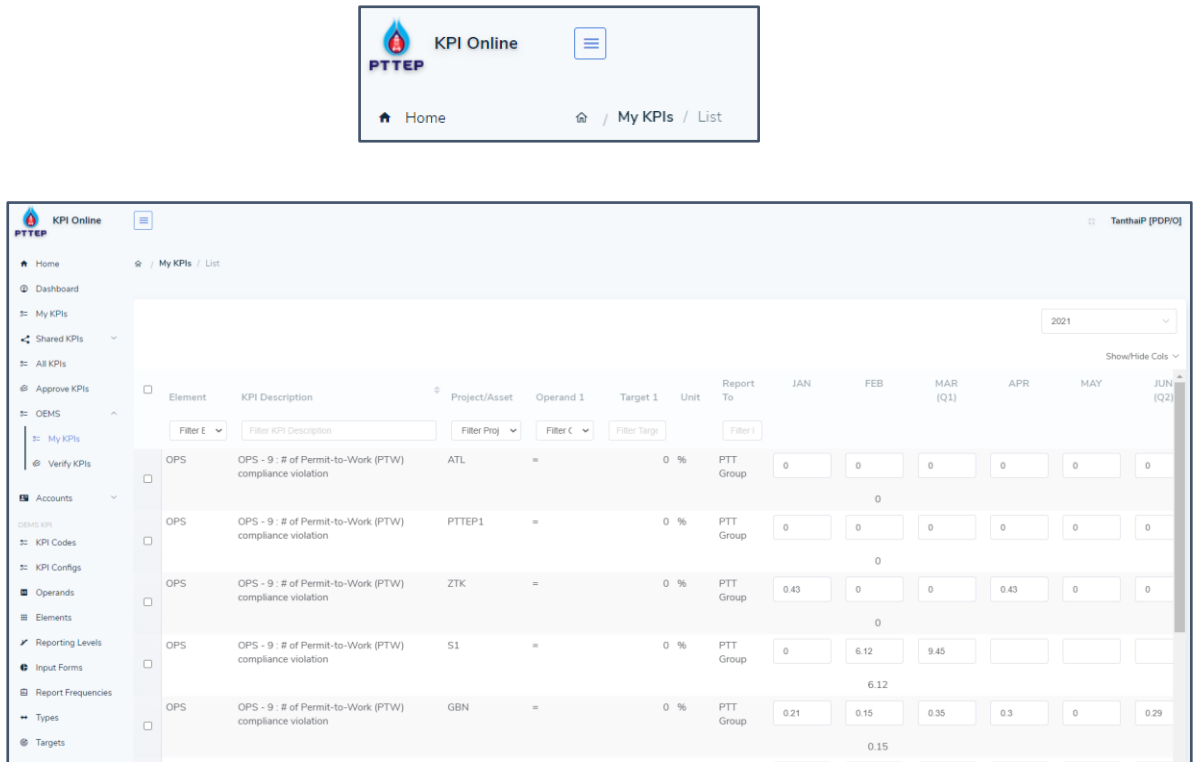 PTTEP KPI Online
Home / My KPIs / List
PTTEP KPI Online TanthaiP [PDP/O]
Home / My KPIs / List
Dashboard
My KPIs
2021
Shared KPIs
Show/Hide Cols
All KPIs
Approve KPIs
Element KPI Description Project/Asset Operand 1 Target 1 Unit Report To JAN FEB MAR (Q1) APR MAY JUN (Q2)
OEMS
Filter E Filter KPI Description Filter Proj Filter C Filter Targe Filter I
My KPIs
OPS OPS - 9 : # of Permit-to-Work (PTW) compliance violation ATL = 0 % PTT Group 0 0 0 0 0 0
Verify KPIs
0
Accounts
OEMS KPI
OPS OPS - 9 : # of Permit-to-Work (PTW) compliance violation PTTEP1 = 0 % PTT Group 0 0 0 0 0 0
KPI Codes
0
KPI Configs
OPS OPS - 9 : # of Permit-to-Work (PTW) compliance violation ZTK = 0 % PTT Group 0.43 0 0 0.43 0 0
Operands
0
Elements
Reporting Levels
OPS OPS - 9 : # of Permit-to-Work (PTW) compliance violation S1 = 0 % PTT Group 0 6.12 9.45
Input Forms
6.12
Report Frequencies
OPS OPS - 9 : # of Permit-to-Work (PTW) compliance violation GBN = 0 % PTT Group 0.21 0.15 0.35 0.3 0 0.29
Types
0.15
Targets